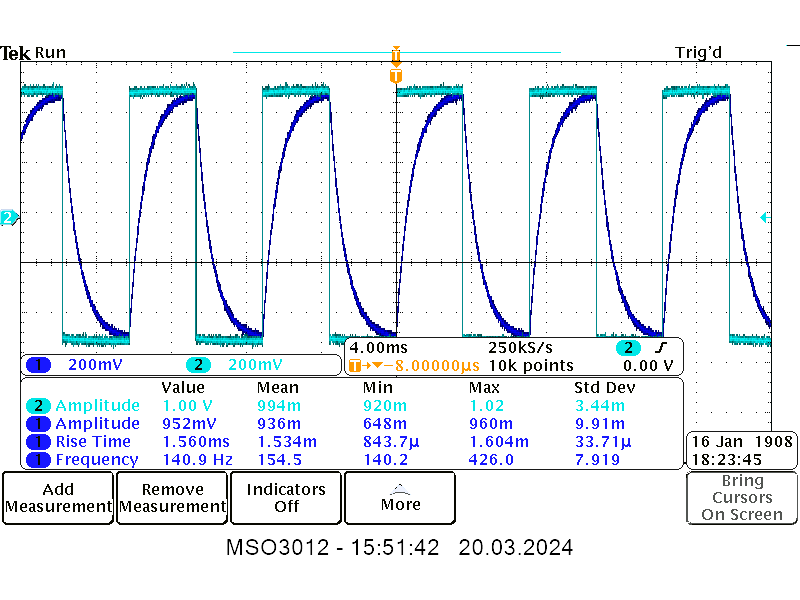 Tek Run Trig'd
T
T
2
4.00ms 250kS/s 2
1 200mV 2 200mV T→▼−8.00000µs 10k points 0.00 V
Value Mean Min Max Std Dev
2 Amplitude 1.00 V 994m 920m 1.02 3.44m
1 Amplitude 952mV 936m 648m 960m 9.91m
1 Rise Time 1.560ms 1.534m 843.7µ 1.604m 33.71µ
1 Frequency 140.9 Hz 154.5 140.2 426.0 7.919
16 Jan 1908
18:23:45
Add
Measurement
Remove
Measurement
Indicators
Off
More
Bring
Cursors
On Screen
MSO3012 - 15:51:42 20.03.2024